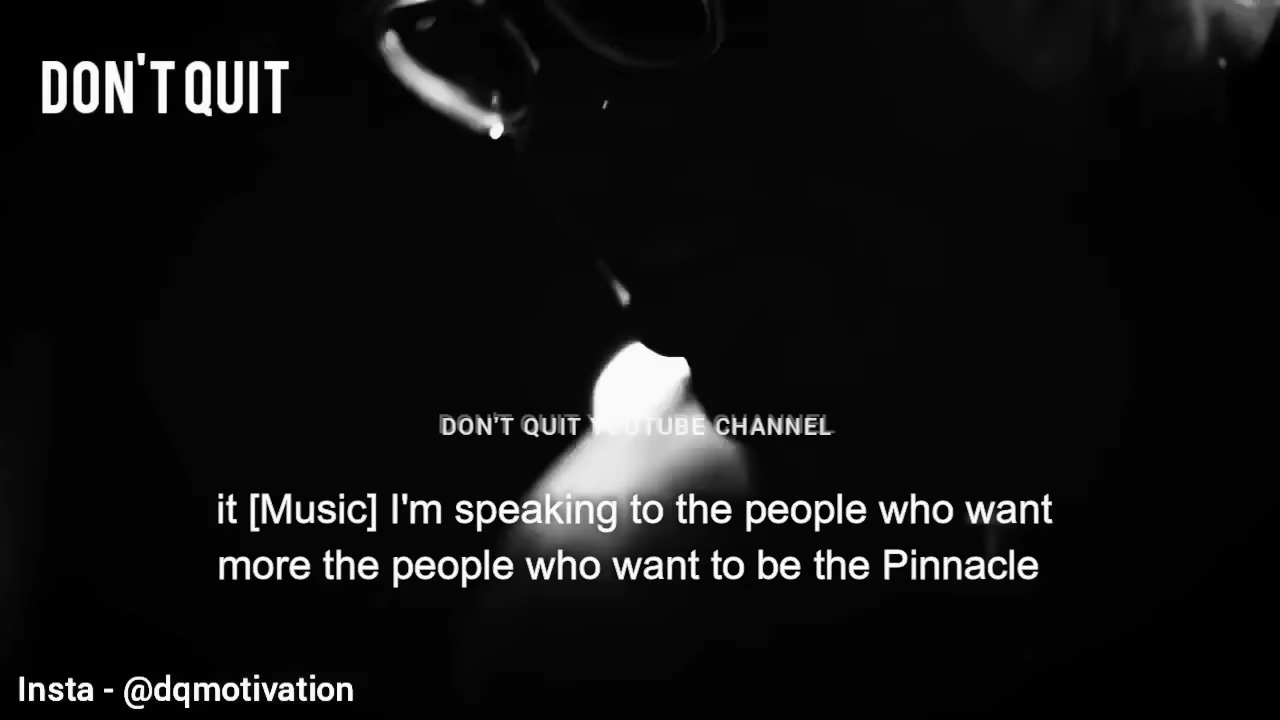 DON'T QUIT
DON'T QUIT YOUTUBE CHANNEL
it [Music] I'm speaking to the people who want
more the people who want to be the Pinnacle
Insta - @dqmotivation